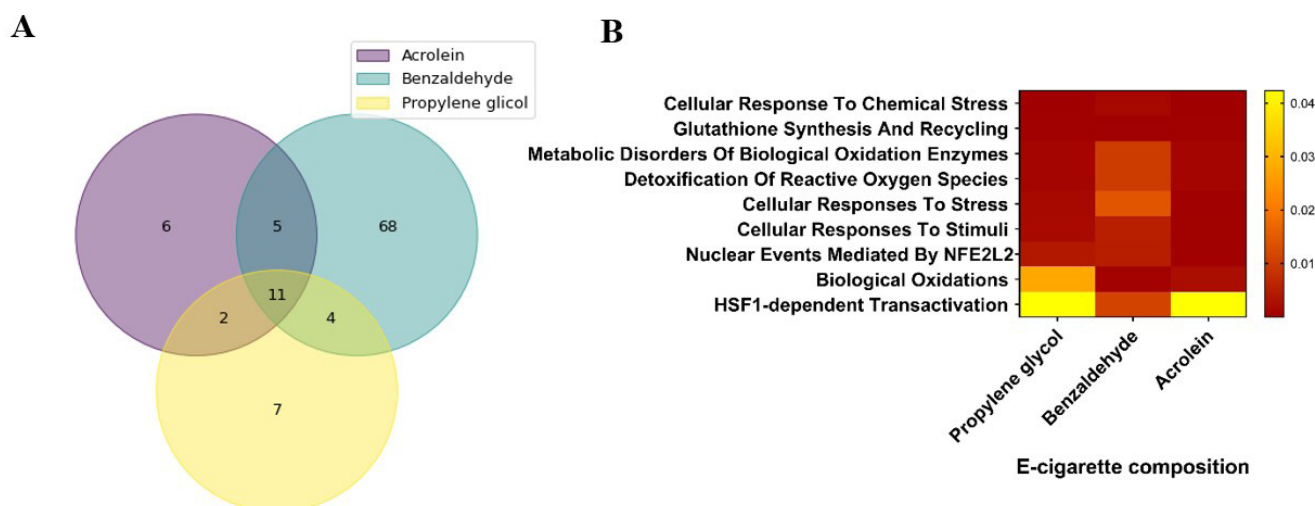 A
Acrolein
Benzaldehyde
Propylene glicol
6
5
68
11
2
4
7
B
Cellular Response To Chemical Stress
Glutathione Synthesis And Recycling
Metabolic Disorders Of Biological Oxidation Enzymes
Detoxification Of Reactive Oxygen Species
Cellular Responses To Stress
Cellular Responses To Stimuli
Nuclear Events Mediated By NFE2L2
Biological Oxidations
HSF1-dependent Transactivation
0.04
0.03
0.02
0.01
Propylene glycol
Benzaldehyde
Acrolein
E-cigarette composition